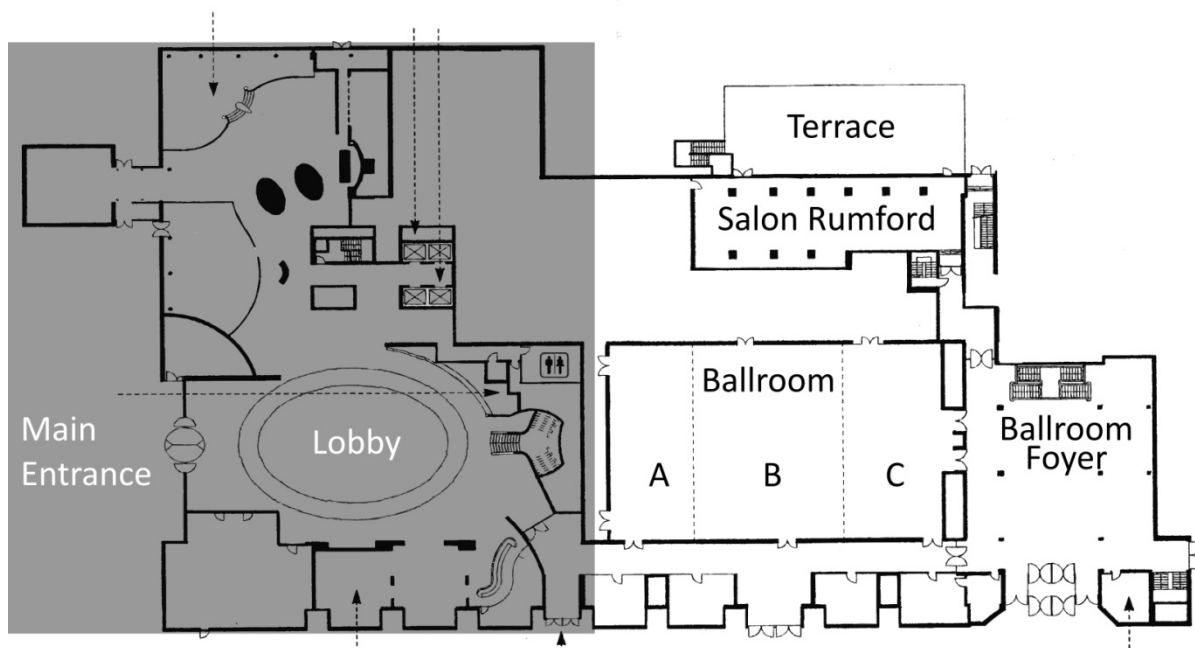 Terrace
Salon Rumford
Ballroom
Main
Entrance
Lobby
Ballroom
Foyer
A
B
C